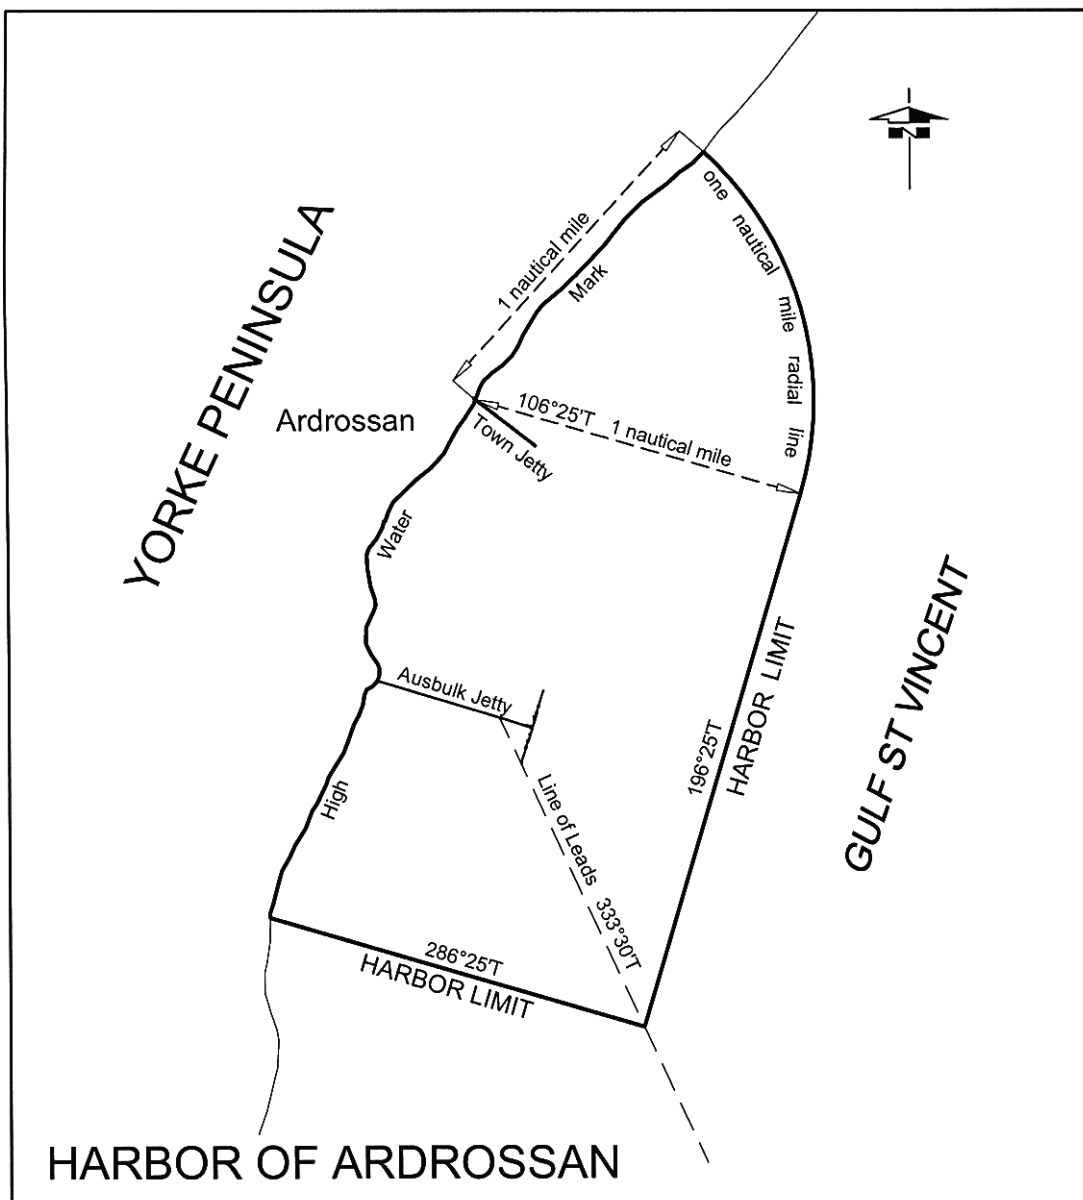 N
one nautical mile radial line
1 nautical mile
Mark
YORKE PENINSULA
Ardrossan
106°25'T 1 nautical mile
Town Jetty
Water
GULF ST VINCENT
Ausbulk Jetty
196°25'T
HARBOR LIMIT
High
Line of Leads 333°30'T
286°25'T
HARBOR LIMIT
HARBOR OF ARDROSSAN